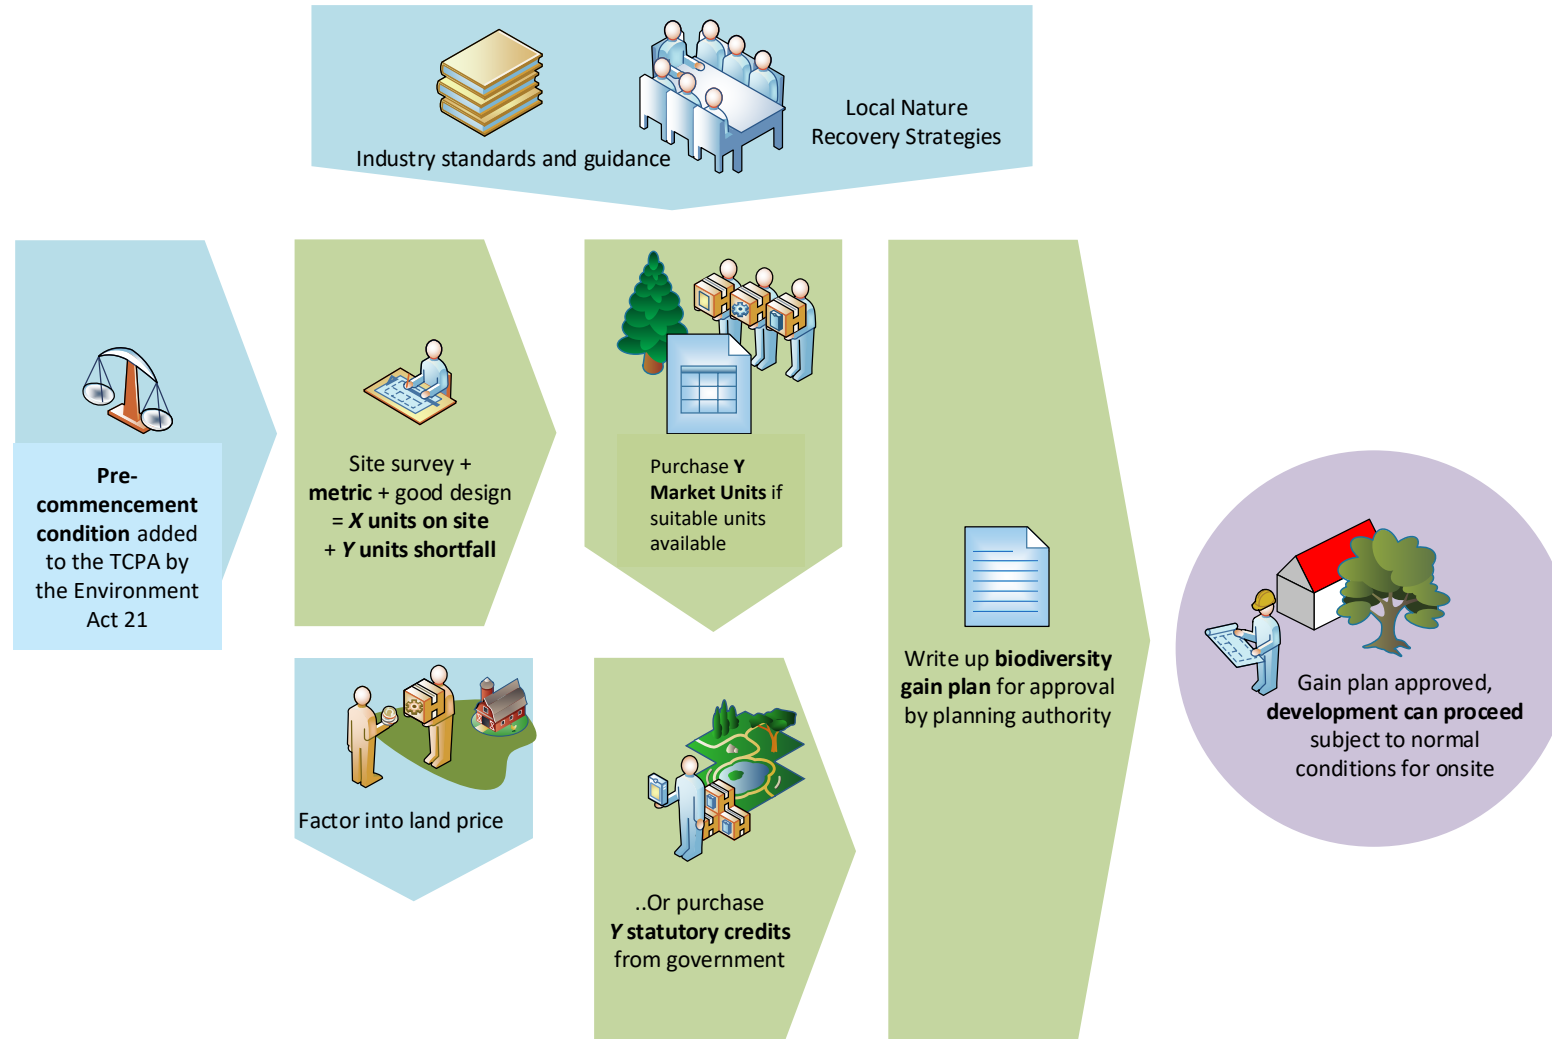 Industry standards and guidance
Local Nature
Recovery Strategies
Pre-
commencement
condition added
to the TCPA by
the Environment
Act 21
Site survey +
metric + good design
= X units on site
+ Y units shortfall
Purchase Y
Market Units if
suitable units
available
Factor into land price
..Or purchase
Y statutory credits
from government
Write up biodiversity
gain plan for approval
by planning authority
Gain plan approved,
development can proceed
subject to normal
conditions for onsite